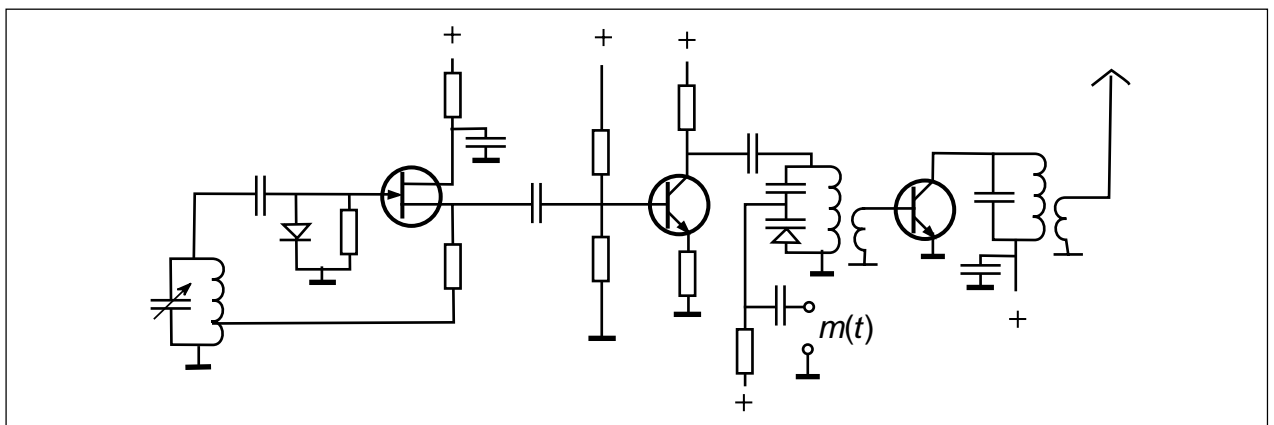 + + +
m(t)
+
+